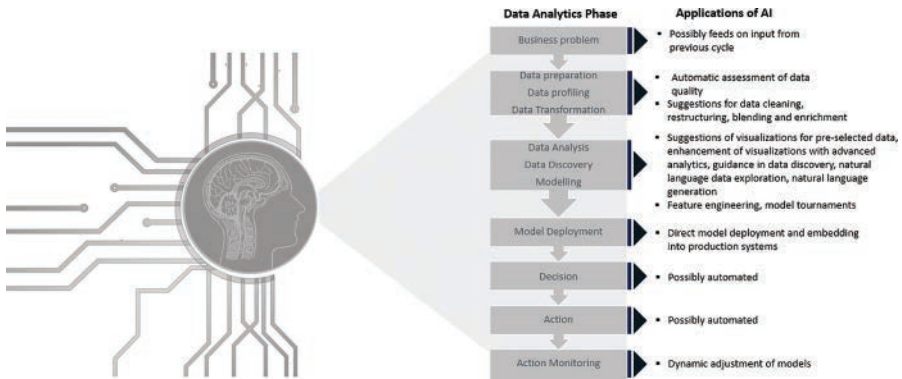 Data Analytics Phase
Applications of AI
Business problem
▪ Possibly feeds on input from
previous cycle
Data preparation
Data profiling
Data Transformation
▪ Automatic assessment of data
quality
▪ Suggestions for data cleaning,
restructuring, blending and enrichment
Data Analysis
Data Discovery
Modelling
▪ Suggestions of visualizations for pre-selected data,
enhancement of visualizations with advanced
analytics, guidance in data discovery, natural
language data exploration, natural language
generation
▪ Feature engineering, model tournaments
Model Deployment
▪ Direct model deployment and embedding
into production systems
Decision
▪ Possibly automated
Action
▪ Possibly automated
Action Monitoring
▪ Dynamic adjustment of models